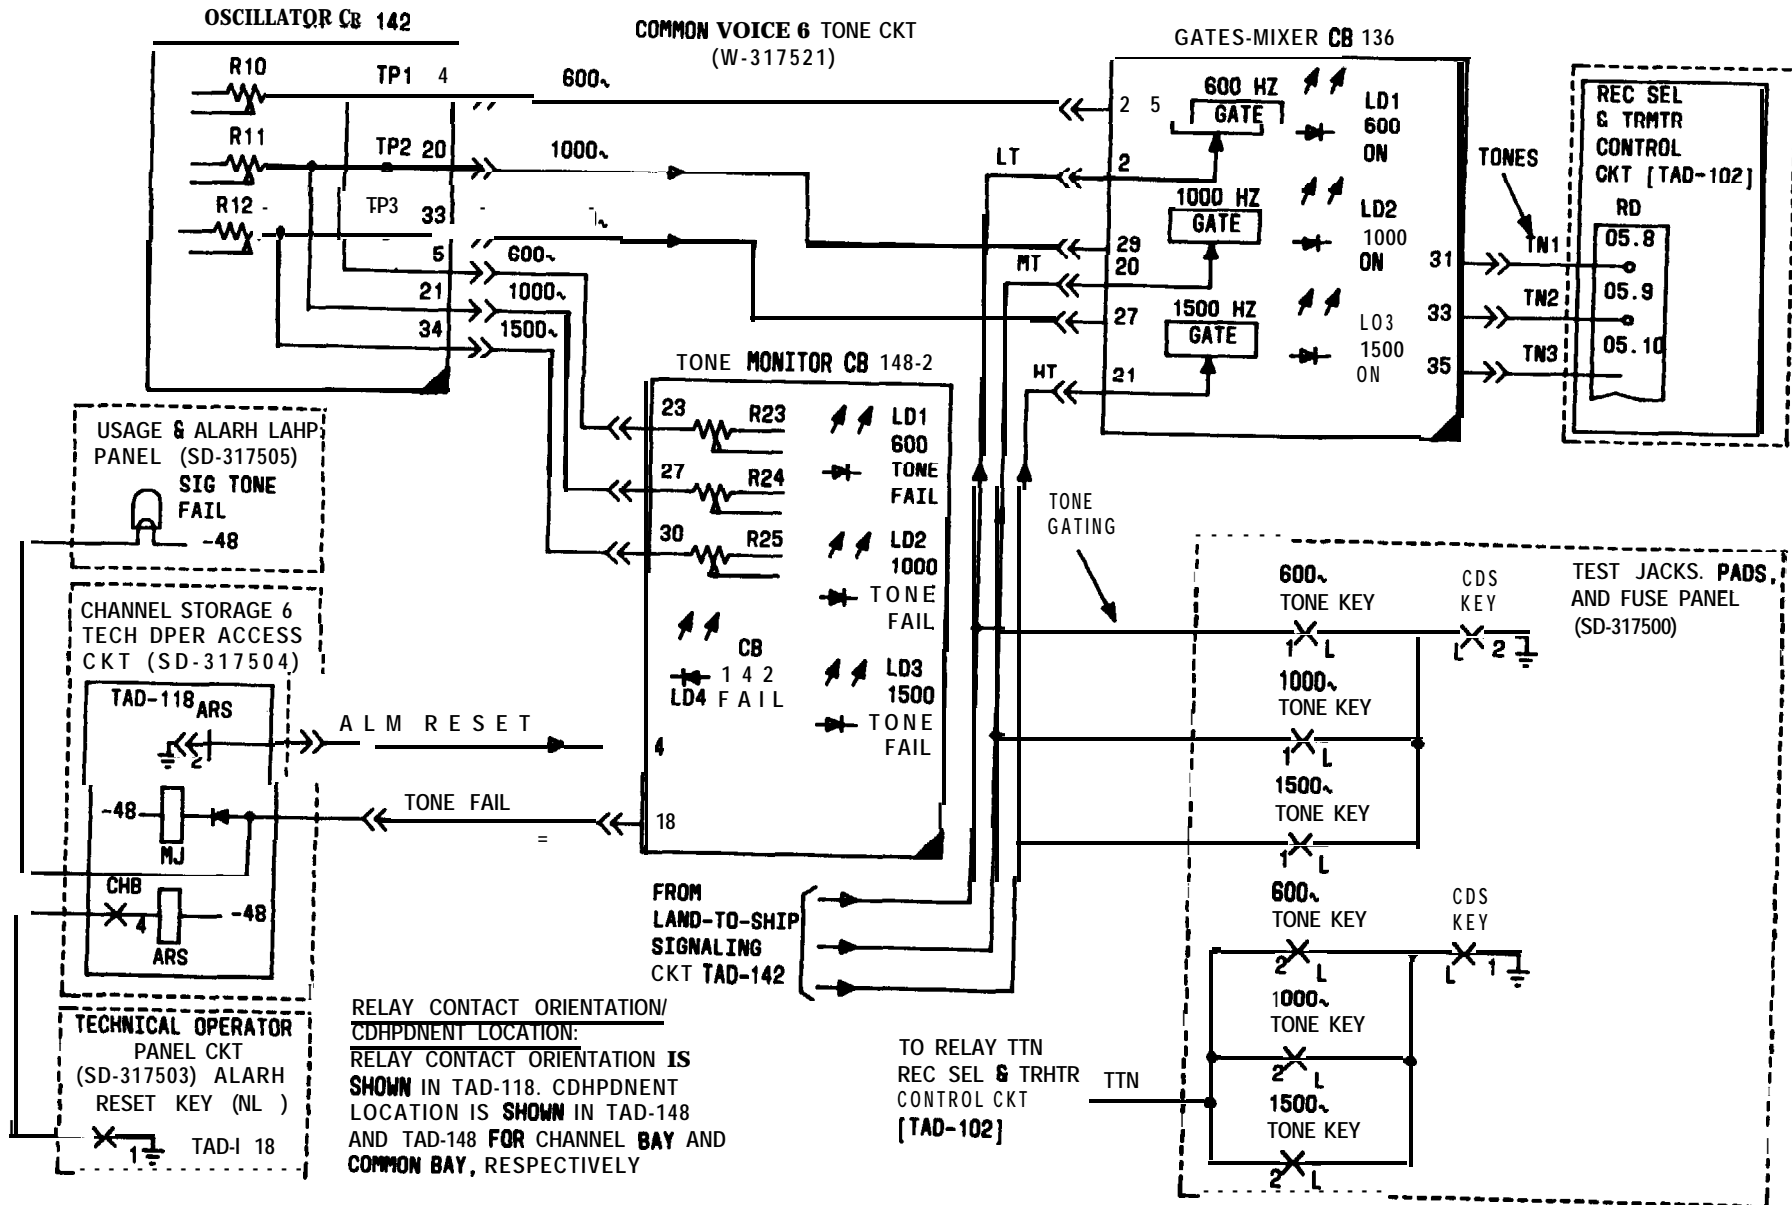 OSCILLATOR CB 142
COMMON VOICE 6 TONE CKT
(W-317521)
GATES-MIXER CB 136
R10
TP1 4
600~
R11
TP2 20
1000~
R12
TP3
33
5
600~
21
1000~
34
1500~
2 5
600 HZ
GATE
LD1
600
ON
LT
2
1000 HZ
GATE
LD2
1000
ON
29
MT
20
27
1500 HZ
GATE
LO3
1500
ON
HT
21
31
33
35
TONES
TN1
TN2
TN3
REC SEL
& TRMTR
CONTROL
CKT [TAD-102]
RD
05.8
05.9
05.10
TONE MONITOR CB 148-2
23
R23
LD1
600
TONE
FAIL
27
R24
30
R25
LD2
1000
TONE
FAIL
CB
142
FAIL
LD4
LD3
1500
TONE
FAIL
4
18
USAGE & ALARH LAHP
PANEL (SD-317505)
SIG TONE
FAIL
-48
CHANNEL STORAGE 6
TECH DPER ACCESS
CKT (SD-317504)
TAD-118
ARS
2
ALM RESET
-48
MJ
TONE FAIL
=
CHB
4
-48
ARS
TECHNICAL OPERATOR
PANEL CKT
(SD-317503) ALARH
RESET KEY (NL )
1
TAD-I 18
RELAY CONTACT ORIENTATION/
CDHPDNENT LOCATION:
RELAY CONTACT ORIENTATION IS
SHOWN IN TAD-118. CDHPDNENT
LOCATION IS SHOWN IN TAD-148
AND TAD-148 FOR CHANNEL BAY AND
COMMON BAY, RESPECTIVELY
FROM
LAND-TO-SHIP
SIGNALING
CKT TAD-142
TONE
GATING
TEST JACKS. PADS,
AND FUSE PANEL
(SD-317500)
600~
TONE KEY
1 L
CDS
KEY
L 2
1000~
TONE KEY
1 L
1500~
TONE KEY
1 L
600~
TONE KEY
2 L
CDS
KEY
L 1
1000~
TONE KEY
2 L
1500~
TONE KEY
2 L
TO RELAY TTN
REC SEL & TRHTR
CONTROL CKT
[TAD-102]
TTN